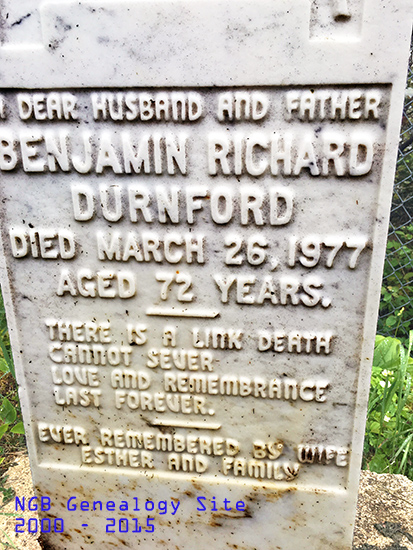 A DEAR HUSBAND AND FATHER
BENJAMIN RICHARD
DURNFORD
DIED MARCH 26, 1977
AGED 72 YEARS.
THERE IS A LINK DEATH
CANNOT SEVER
LOVE AND REMEMBRANCE
LAST FOREVER.
EVER REMEMBERED BY WIFE
ESTHER AND FAMILY
NGB Genealogy Site
2000 - 2015